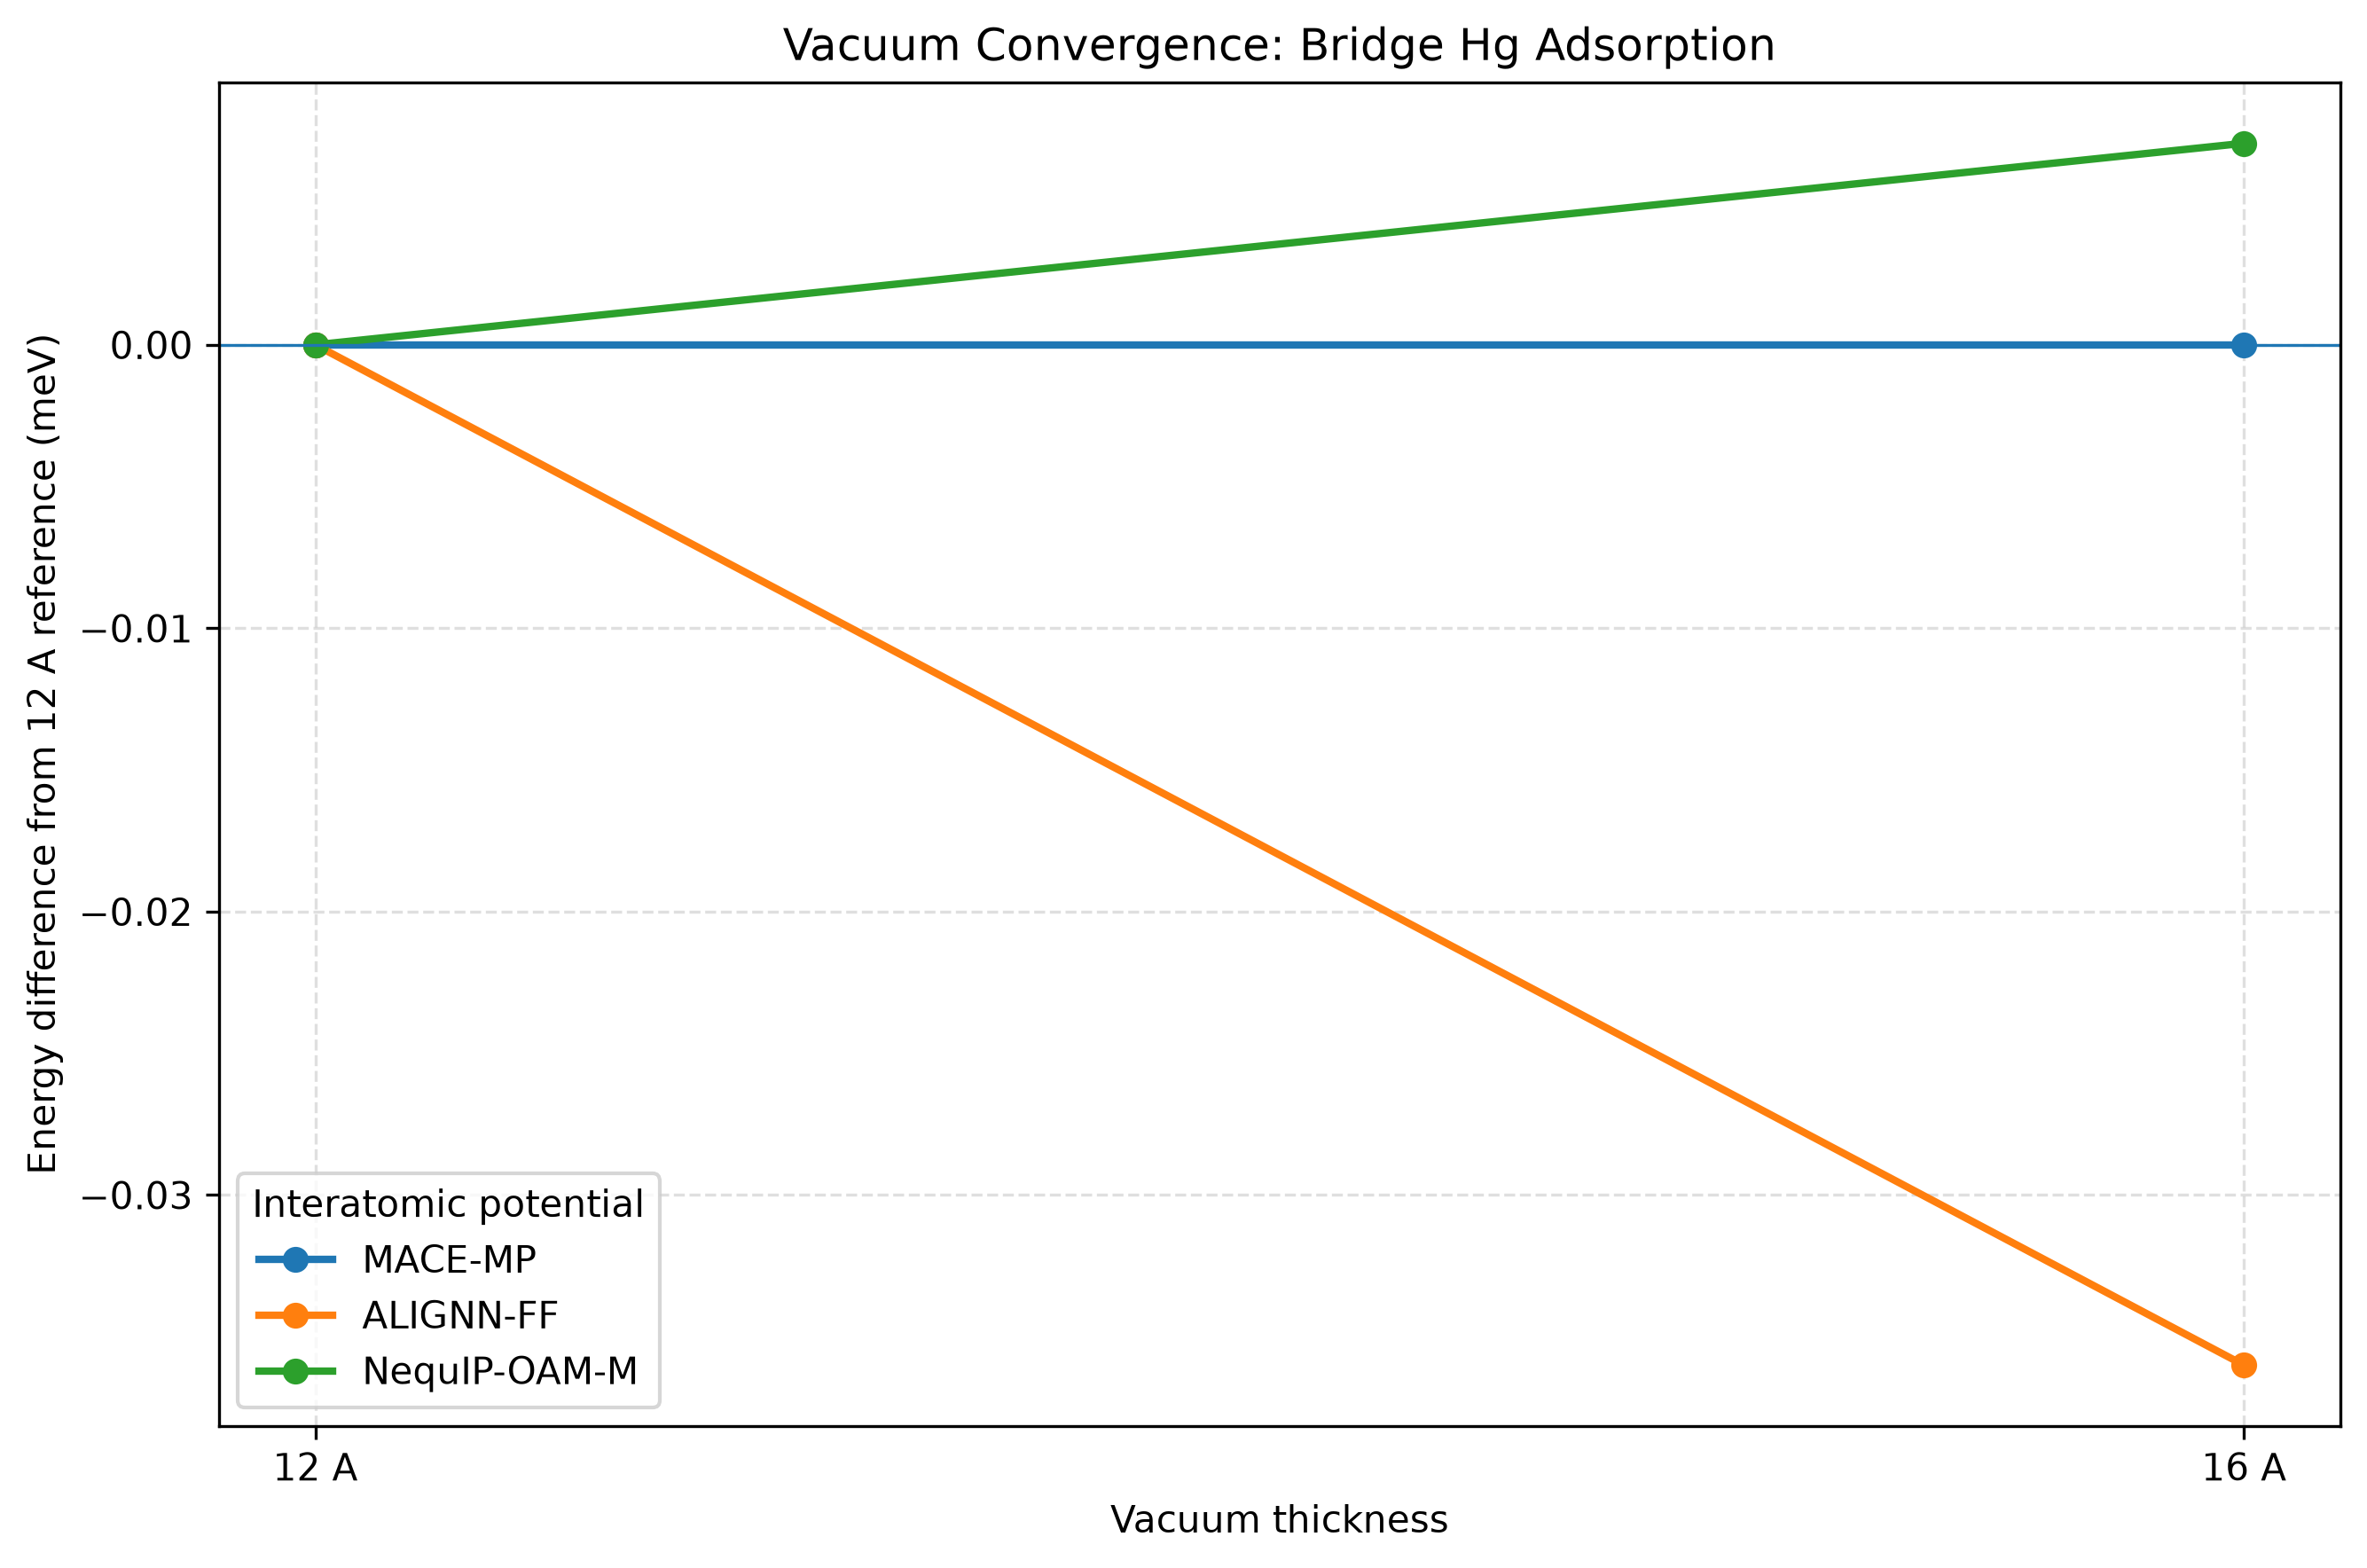 Vacuum Convergence: Bridge Hg Adsorption
Energy difference from 12 A reference (meV)
0.00
−0.01
−0.02
−0.03
Interatomic potential
MACE-MP
ALIGNN-FF
NequIP-OAM-M
12 A
16 A
Vacuum thickness